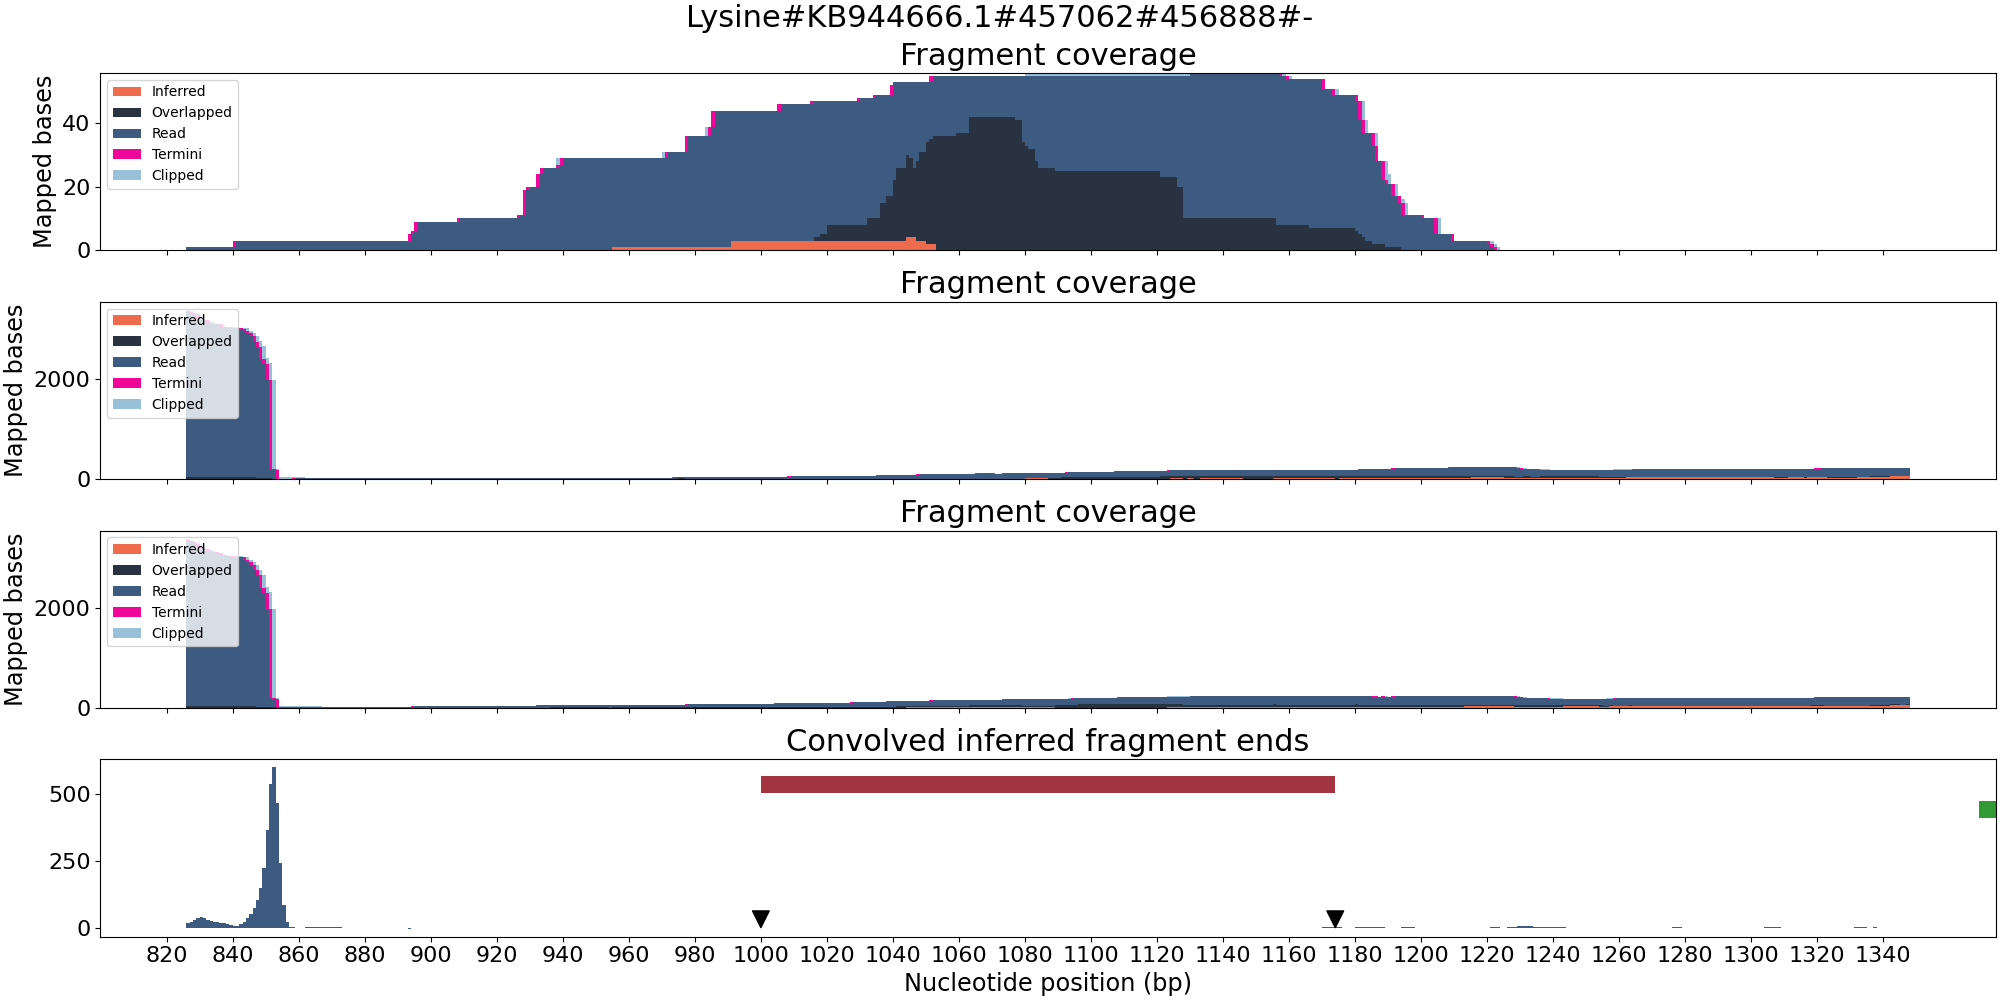 Lysine#KB944666.1#457062#456888#-
Fragment coverage
Mapped bases
40
20
0
Inferred
Overlapped
Read
Termini
Clipped
Fragment coverage
Mapped bases
2000
0
Inferred
Overlapped
Read
Termini
Clipped
Fragment coverage
Mapped bases
2000
0
Inferred
Overlapped
Read
Termini
Clipped
Convolved inferred fragment ends
500
250
0
820 840 860 880 900 920 940 960 980 1000 1020 1040 1060 1080 1100 1120 1140 1160 1180 1200 1220 1240 1260 1280 1300 1320 1340
Nucleotide position (bp)